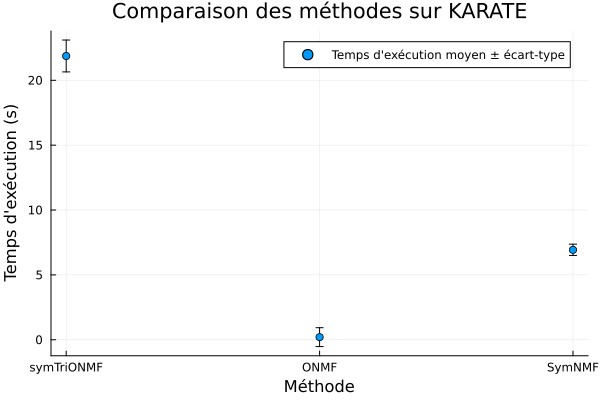 Comparaison des méthodes sur KARATE
Temps d'exécution moyen ± écart-type
Temps d'exécution (s)
20
15
10
5
0
symTriONMF ONMF SymNMF
Méthode